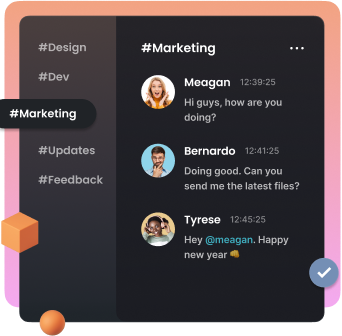 #Design
#Dev
#Marketing
#Updates
#Feedback
#Marketing
Meagan 12:39:25
Hi guys, how are you
doing?
Bernardo 12:41:25
Doing good. Can you
send me the latest files?
Tyrese 12:45:25
Hey @meagan. Happy
new year 👊